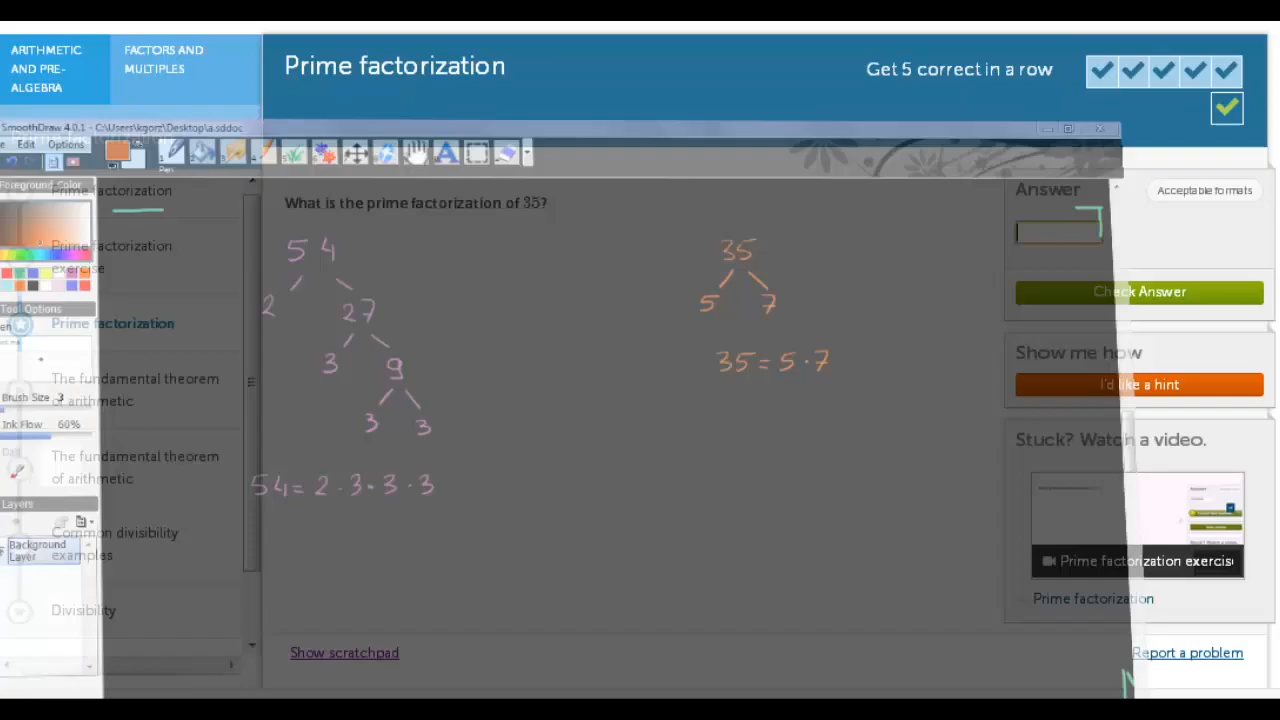 ARITHMETIC
AND PRE-
ALGEBRA
FACTORS AND
MULTIPLES
Prime factorization
Get 5 correct in a row
SmoothDraw 4.0.1 - C:\Users\kgorz\Desktop\a.sddoc
Edit Options
Foreground Color
Prime factorization
Prime factorization
exercise
Tool Options
Prime factorization
The fundamental theorem
of arithmetic
Brush Size 3
Ink Flow 60%
The fundamental theorem
of arithmetic
Layers
Common divisibility
examples
Background
Layer
Divisibility
What is the prime factorization of 35?
54
2 27
3 9
3 3
54 = 2 · 3 · 3 · 3
35
5 7
35 = 5 · 7
Show scratchpad
Answer
Acceptable formats
Check Answer
Show me how
I'd like a hint
Stuck? Watch a video.
Prime factorization exercis
Prime factorization
Report a problem